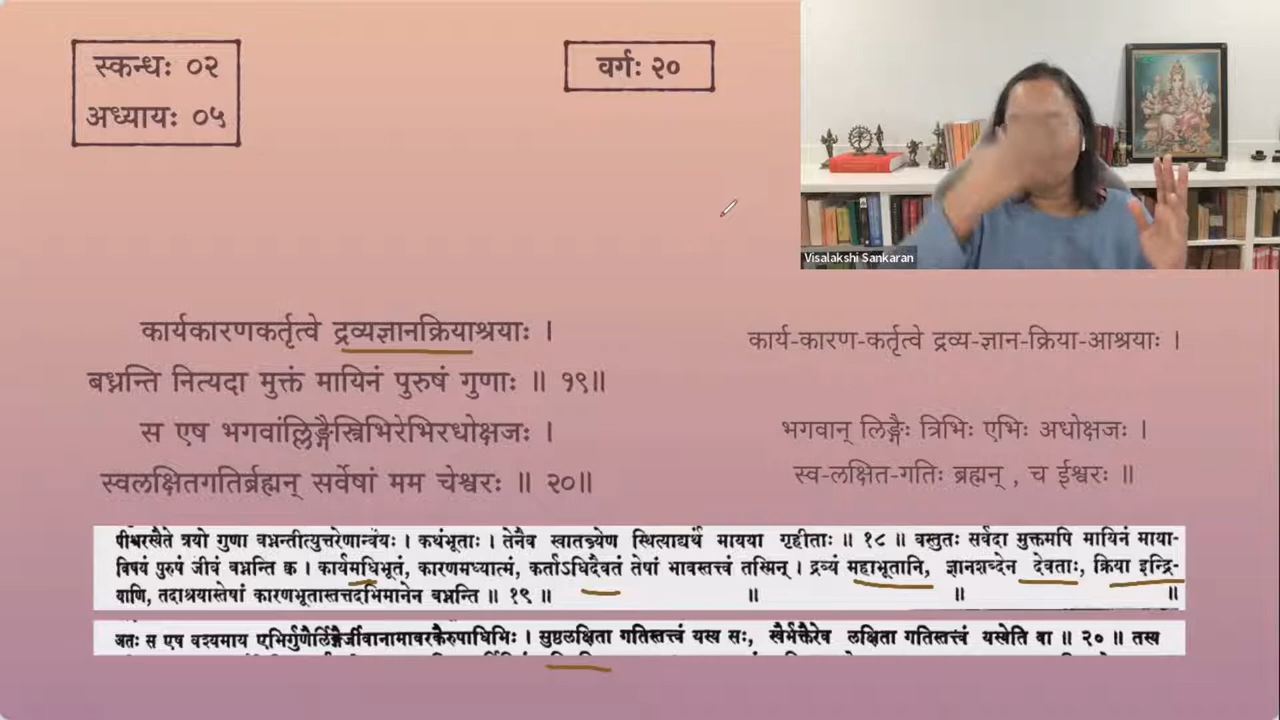 स्कन्धः ०२
अध्यायः ०५
वर्गः २०
Visalakshi Sankaran
कार्यकारणकर्तृत्वे द्रव्यज्ञानक्रियाश्रयाः ।
बध्नन्ति नित्यदा मुक्तं मायिनं पुरुषं गुणाः ॥ १९॥
स एष भगवांल्लिङ्गैस्त्रिभिरेभिरधोक्षजः ।
स्वलक्षितगतिर्ब्रह्मन् सर्वेषां मम चेश्वरः ॥ २०॥
कार्य-कारण-कर्तृत्वे द्रव्य-ज्ञान-क्रिया-आश्रयाः ।
भगवान् लिङ्गैः त्रिभिः एभिः अधोक्षजः ।
स्व-लक्षित-गतिः ब्रह्मन् , च ईश्वरः ॥
त्रयो गुणा बध्नन्तीत्युत्तरेणान्वयः । कथंभूताः । तेनैव स्वातन्त्र्येण स्थित्याद्यर्थं मायया गृहीताः ॥ १८ ॥ वस्तुतः सर्वदा मुक्तमपि मायिनं माया-
विषयं पुरुषं जीवं बध्नन्ति क्व । कार्यमधिभूतं, कारणमध्यात्मं, कर्ताऽधिदैवतं तेषां भावस्तत्त्वं तस्मिन् । द्रव्यं महाभूतानि, ज्ञानशब्देन देवताः, क्रिया इन्द्रि-
याणि, तदाश्रयास्तेषां कारणभूतास्तत्तदभिमानेन बध्नन्ति ॥ १९ ॥ ॥ ॥ ॥
अतः स एष वश्यमाय एभिर्गुणैर्लिङ्गैर्जीवानामावरकैरुपाधिभिः । सुष्ठलक्षिता गतिस्तत्त्वं यस्य सः, स्वैर्भक्तैरेव लक्षिता गतिस्तत्त्वं यस्येति वा ॥ २० ॥ तस्य